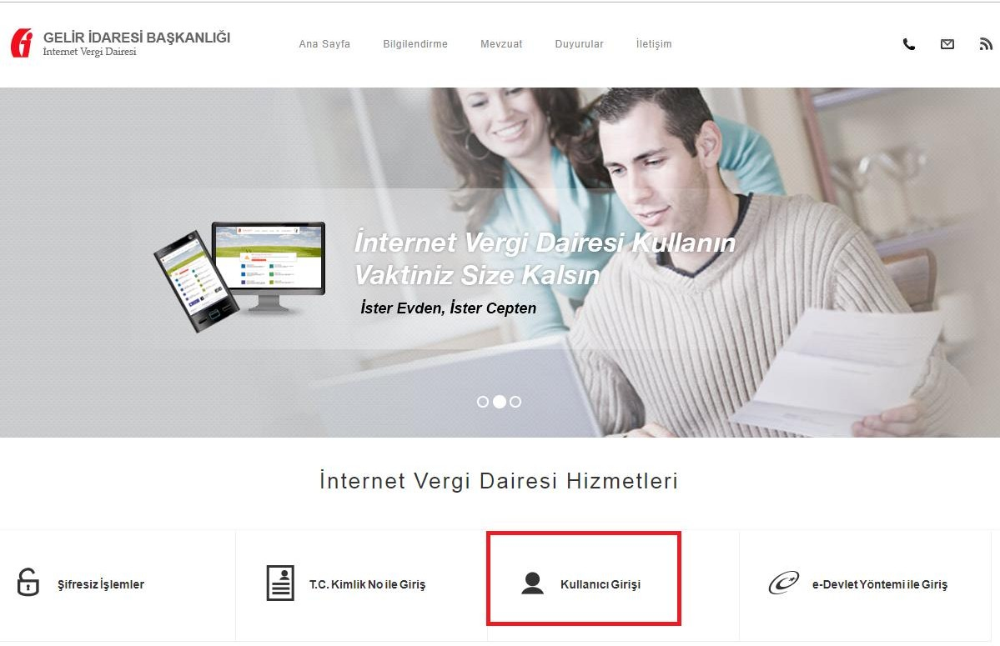 GELİR İDARESİ BAŞKANLIĞI
İnternet Vergi Dairesi
Ana Sayfa
Bilgilendirme
Mevzuat
Duyurular
İletişim
İnternet Vergi Dairesi Kullanın
Vaktiniz Size Kalsın
İster Evden, İster Cepten
İnternet Vergi Dairesi Hizmetleri
Şifresiz İşlemler
T.C. Kimlik No ile Giriş
Kullanıcı Girişi
e-Devlet Yöntemi ile Giriş